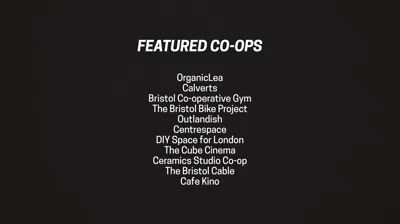 FEATURED CO-OPS
OrganicLea
Calverts
Bristol Co-operative Gym
The Bristol Bike Project
Outlandish
Centrespace
DIY Space for London
The Cube Cinema
Ceramics Studio Co-op
The Bristol Cable
Cafe Kino